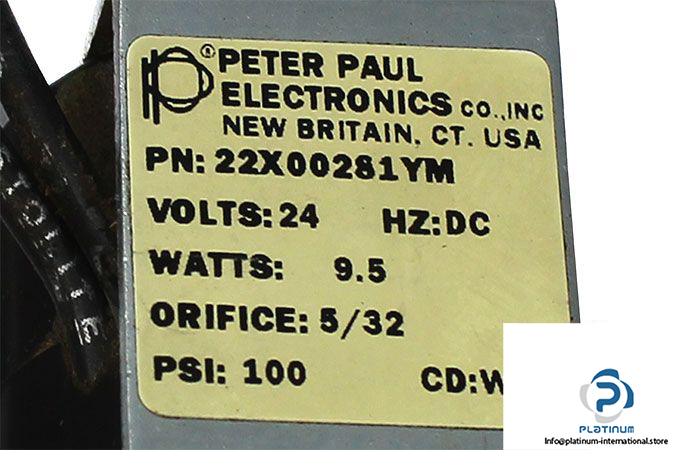 ® PETER PAUL
ELECTRONICS CO., INC
NEW BRITAIN, CT. USA
PN: 22X00281YM
VOLTS: 24 HZ: DC
WATTS: 9.5
ORIFICE: 5/32
PSI: 100 CD:W
PLATINUM
Info@platinum-international.store